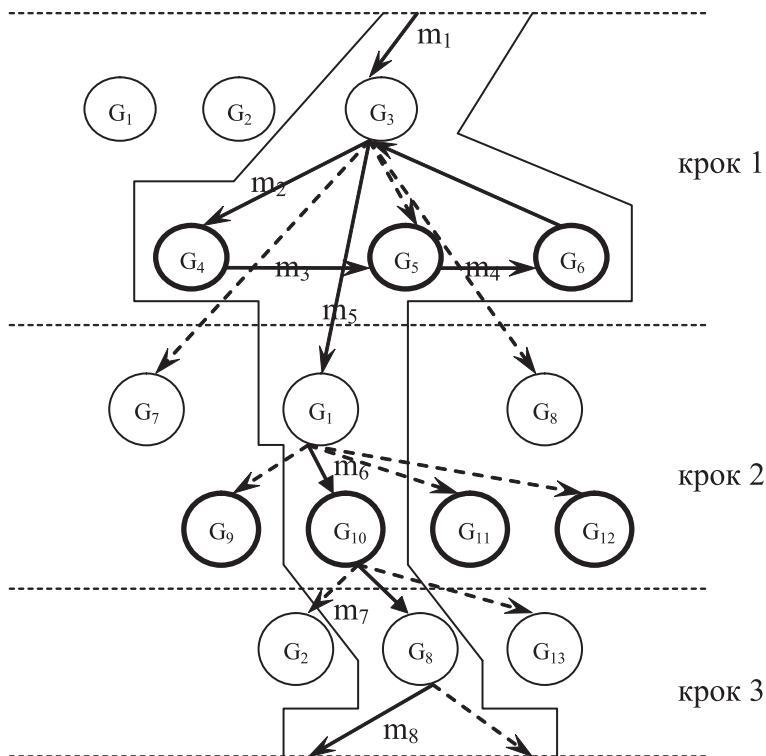 m₁
G₁ G₂ G₃
крок 1
m₂
G₄ m₃ G₅ m₄ G₆
m₅
G₇ G₁ G₈
m₆
крок 2
G₉ G₁₀ G₁₁ G₁₂
m₇
G₂ G₈ G₁₃
крок 3
m₈